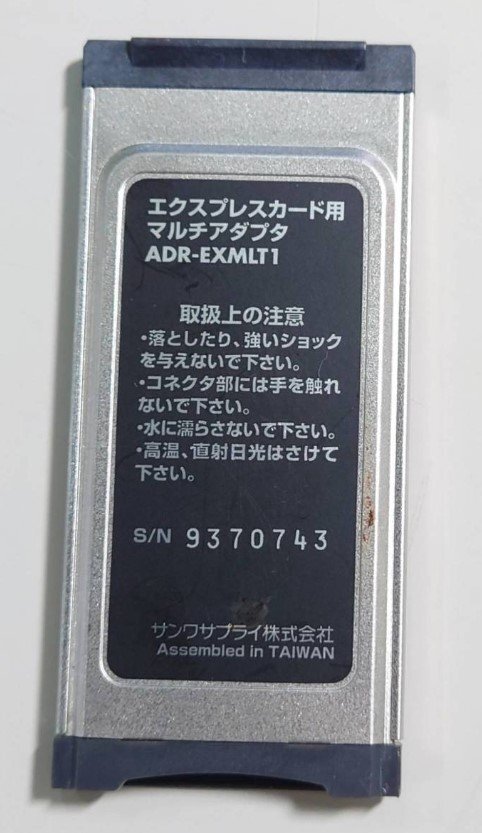 エクスプレスカード用
マルチアダプタ
ADR-EXMLT1
取扱上の注意
・落としたり、強いショック
を与えないで下さい。
・コネクタ部には手を触れ
ないで下さい。
・水に濡らさないで下さい。
・高温、直射日光はさけて
下さい。
S/N 9370743
サンワサプライ株式会社
Assembled in TAIWAN